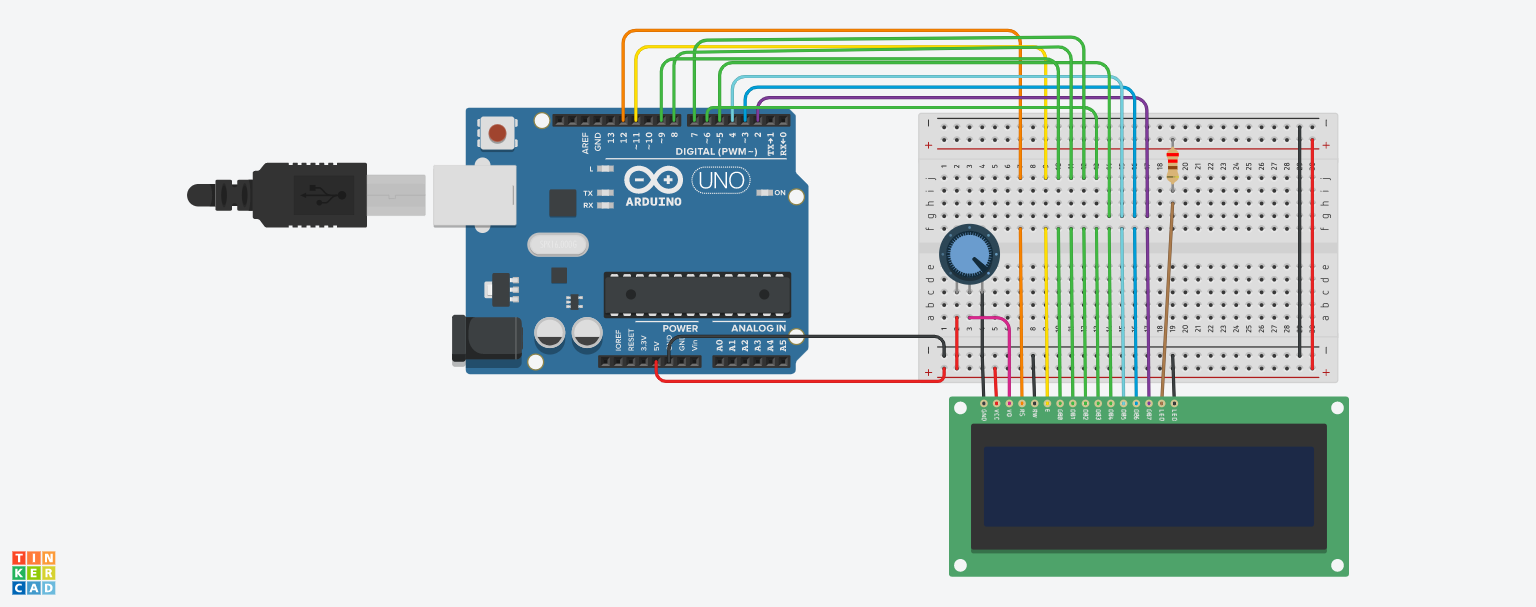 AREF
GND
13
12
~11
~10
~9
8
7
~6
~5
4
~3
2
TX→1
RX←0
DIGITAL (PWM~)
L
TX
RX
UNO
ON
ARDUINO
IOREF
RESET
3.3V
5V
GND
Vin
POWER
ANALOG IN
A0
A1
A2
A3
A4
A5
GND
VCC
V0
RS
RW
E
DB0
DB1
DB2
DB3
DB4
DB5
DB6
DB7
LED
LED
TIN
KER
CAD